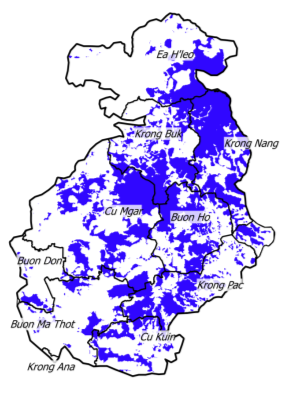 Ea H'leo
Krong Buk
Krong Nang
Cu Mgar
Buon Ho
Buon Don
Krong Pac
Buon Ma Thot
Cu Kuin
Krong Ana